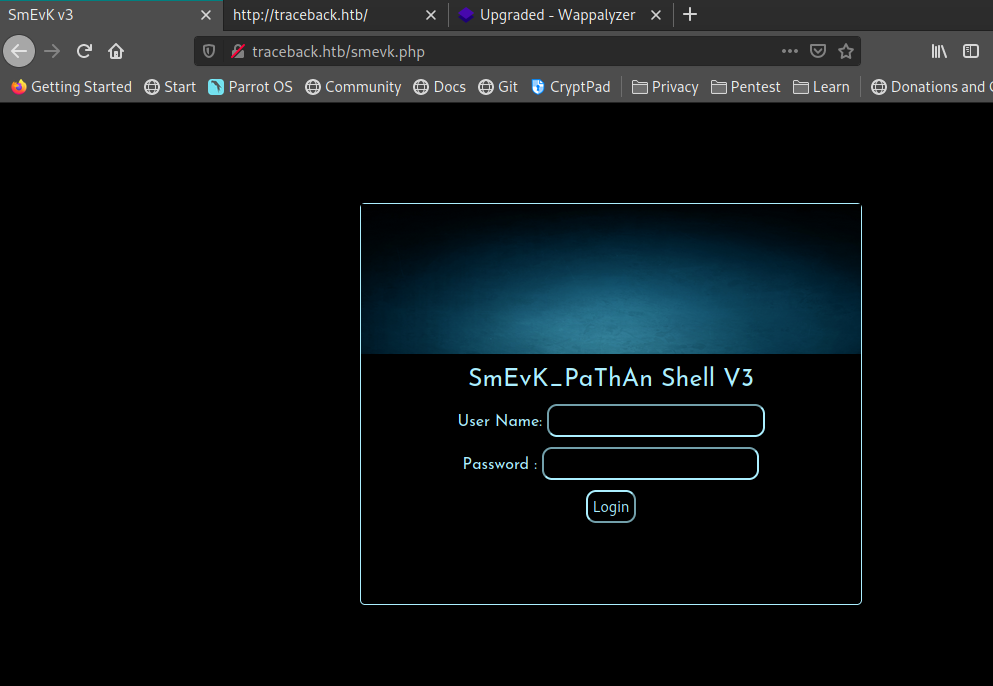 SmEvK v3 http://traceback.htb/ Upgraded - Wappalyzer
traceback.htb/smevk.php
Getting Started Start Parrot OS Community Docs Git CryptPad Privacy Pentest Learn Donations and
SmEvK_PaThAn Shell V3
User Name:
Password :
Login